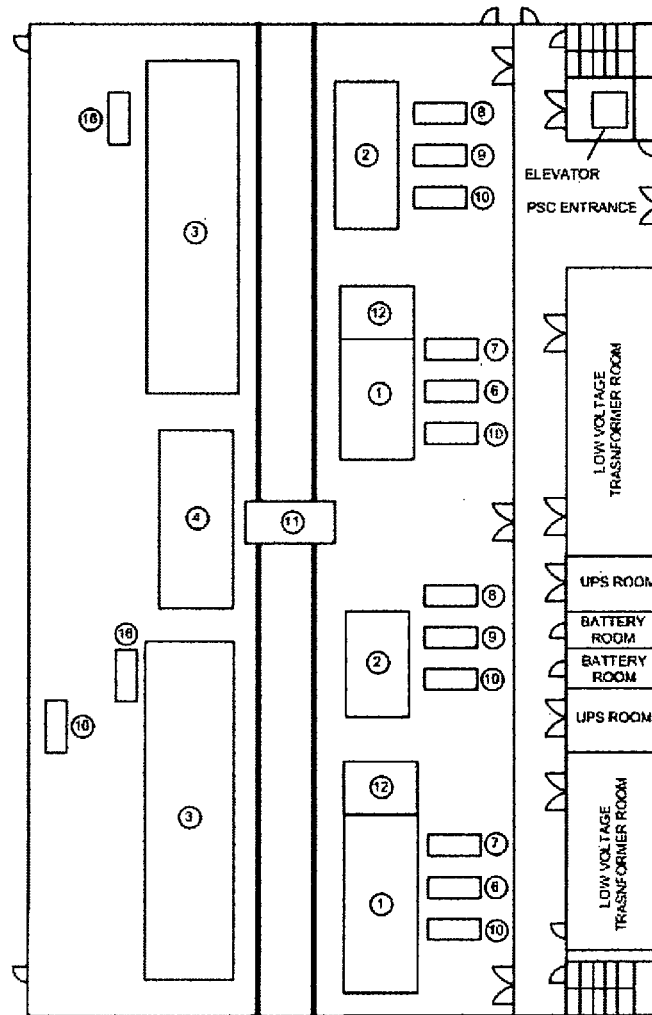 16
8
2
9
3
10
ELEVATOR
PSC ENTRANCE
12
7
1
6
10
LOW VOLTAGE
TRASNFORMER ROOM
4
11
UPS ROOM
8
BATTERY
ROOM
16
9
2
BATTERY
ROOM
10
10
UPS ROOM
12
3
7
6
1
10
LOW VOLTAGE
TRASNFORMER ROOM